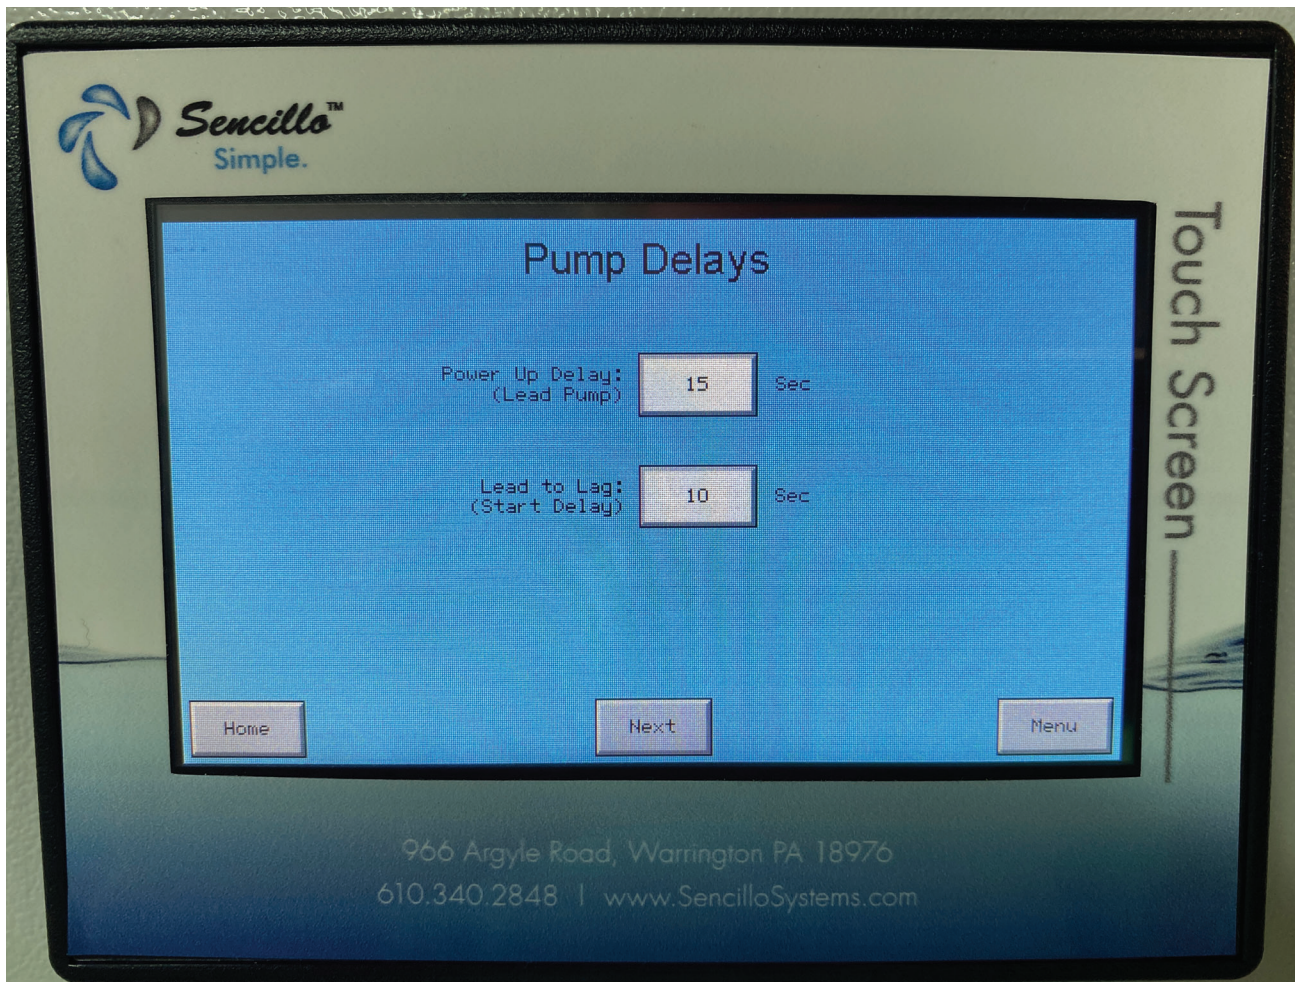 Sencillo™
Simple.
Touch Screen
Pump Delays
Power Up Delay:
(Lead Pump)
15
Sec
Lead to Lag:
(Start Delay)
10
Sec
Home
Next
Menu
966 Argyle Road, Warrington PA 18976
610.340.2848 | www.SencilloSystems.com